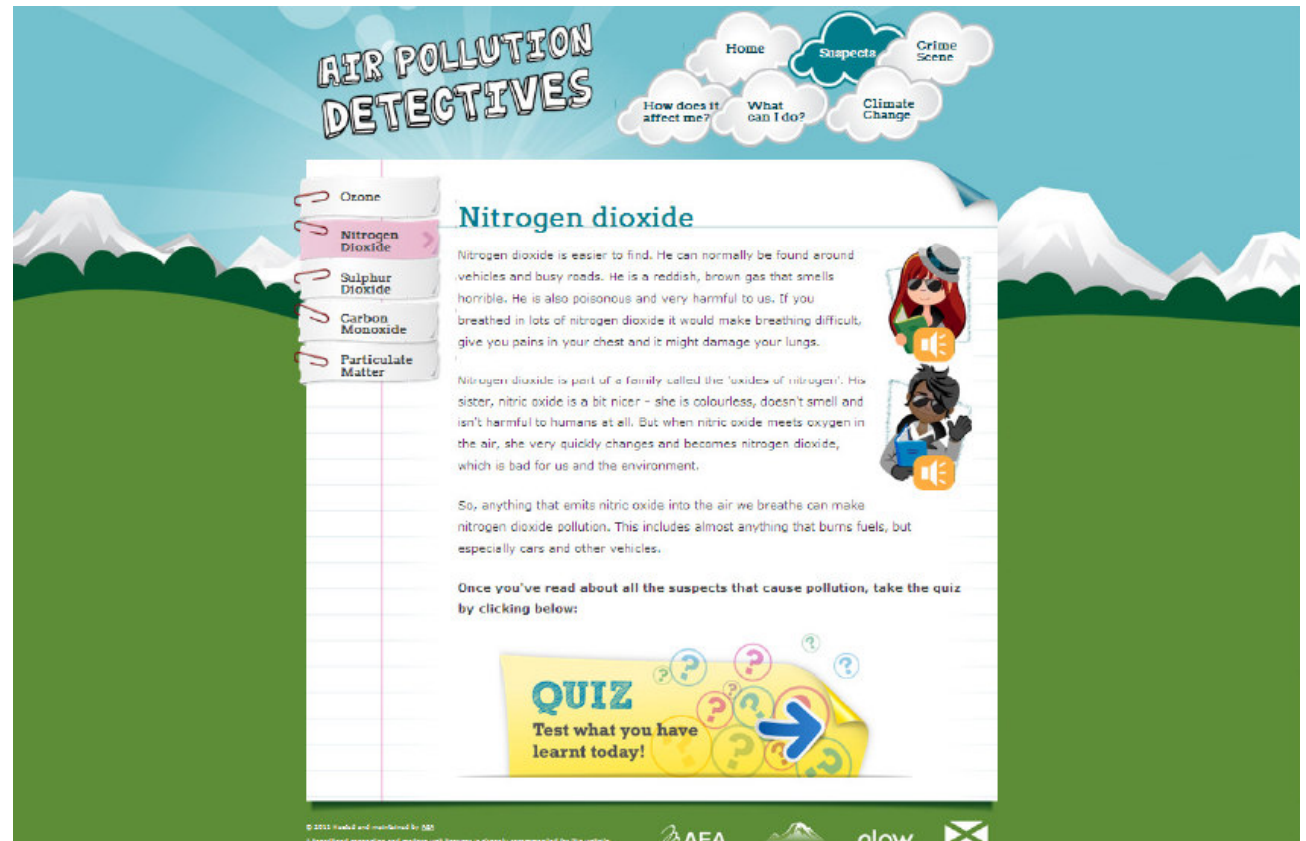 AIR POLLUTION
DETECTIVES
Home
Suspects
Crime
Scene
How does it
affect me?
What
can I do?
Climate
Change
Ozone
Nitrogen
Dioxide
Sulphur
Dioxide
Carbon
Monoxide
Particulate
Matter
Nitrogen dioxide
Nitrogen dioxide is easier to find. He can normally be found around
vehicles and busy roads. He is a reddish, brown gas that smells
horrible. He is also poisonous and very harmful to us. If you
breathed in lots of nitrogen dioxide it would make breathing difficult,
give you pains in your chest and it might damage your lungs.
Nitrogen dioxide is part of a family called the 'oxides of nitrogen'. His
sister, nitric oxide is a bit nicer – she is colourless, doesn't smell and
isn't harmful to humans at all. But when nitric oxide meets oxygen in
the air, she very quickly changes and becomes nitrogen dioxide,
which is bad for us and the environment.
So, anything that emits nitric oxide into the air we breathe can make
nitrogen dioxide pollution. This includes almost anything that burns fuels, but
especially cars and other vehicles.
Once you've read about all the suspects that cause pollution, take the quiz
by clicking below:
QUIZ
Test what you have
learnt today!
© 2011 Hosted and maintained by AEA
AEA
glow